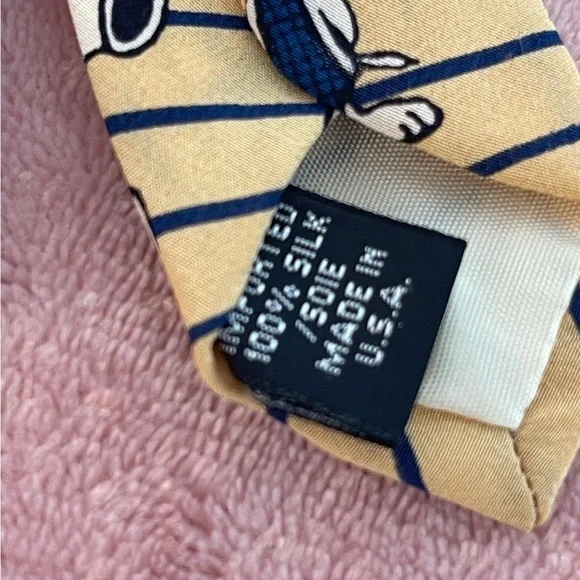 IMPORTED
100% SILK
/SOIE
MADE IN
U.S.A.